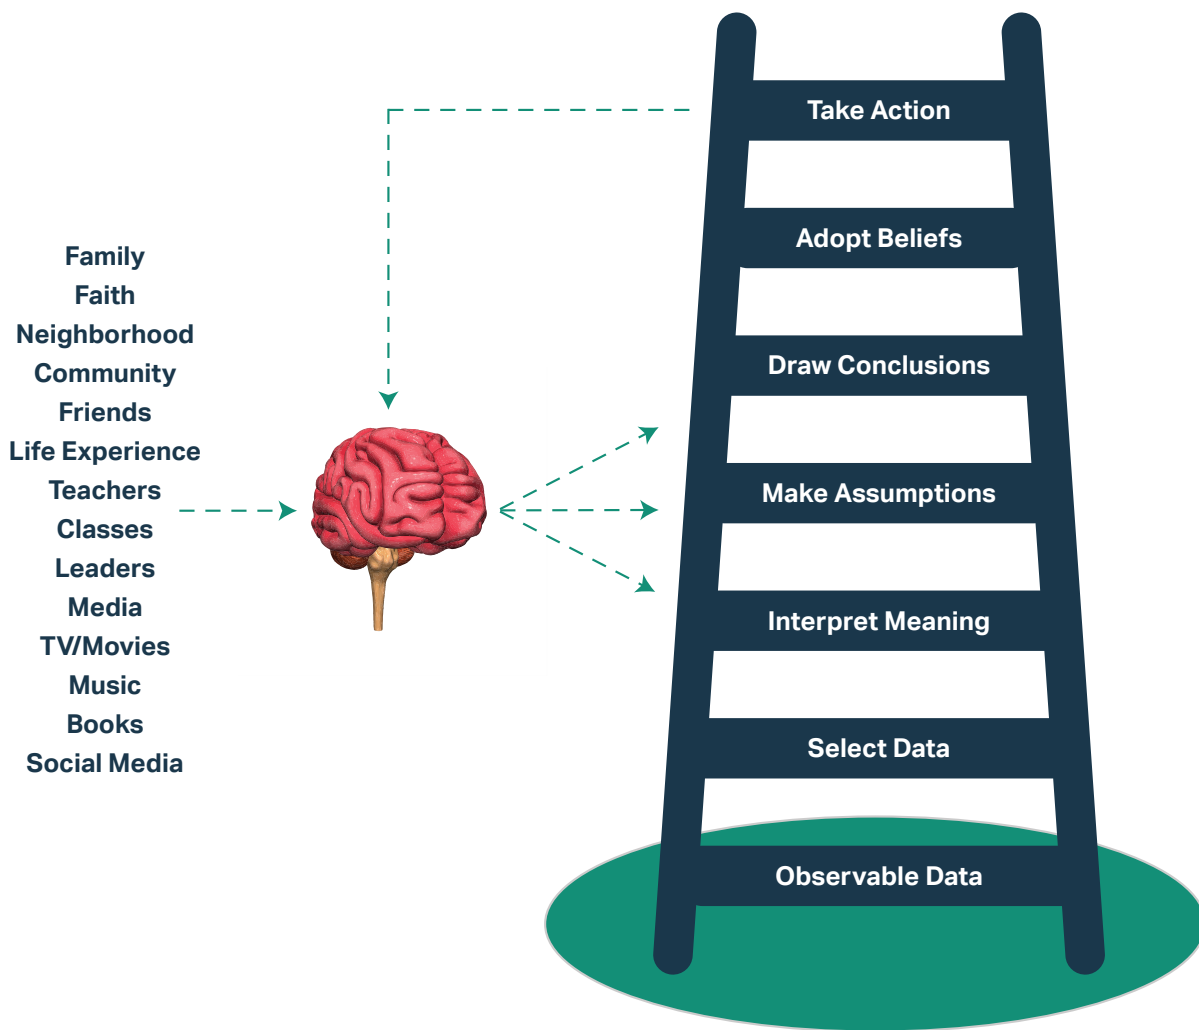 Family
Faith
Neighborhood
Community
Friends
Life Experience
Teachers
Classes
Leaders
Media
TV/Movies
Music
Books
Social Media
Take Action
Adopt Beliefs
Draw Conclusions
Make Assumptions
Interpret Meaning
Select Data
Observable Data